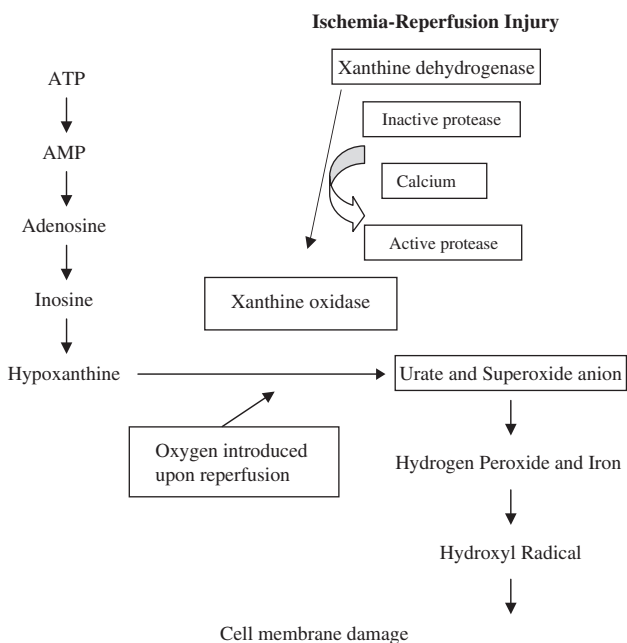 Ischemia-Reperfusion Injury
Xanthine dehydrogenase
ATP
Inactive protease
AMP
Calcium
Adenosine
Active protease
Inosine
Xanthine oxidase
Hypoxanthine
Urate and Superoxide anion
Oxygen introduced
upon reperfusion
Hydrogen Peroxide and Iron
Hydroxyl Radical
Cell membrane damage